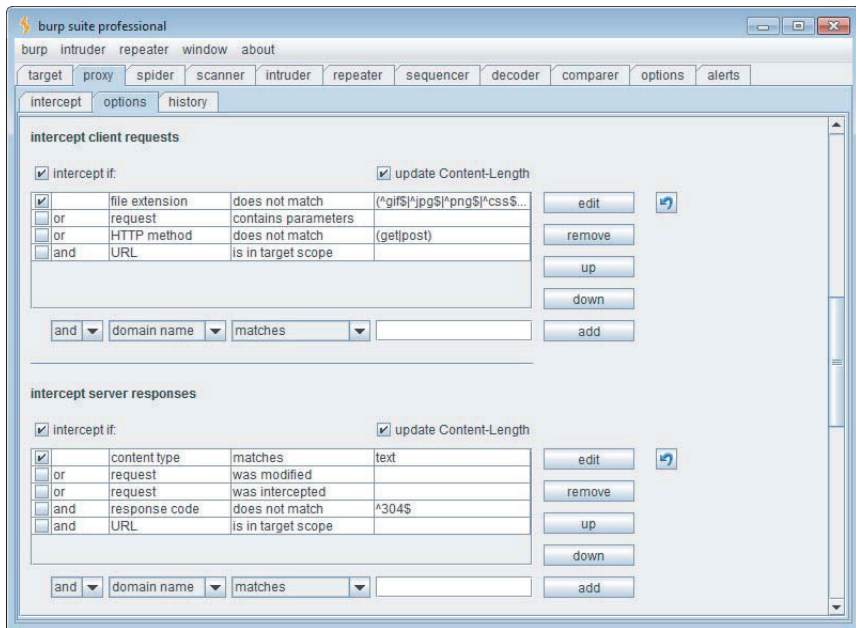 burp suite professional
burp intruder repeater window about
target proxy spider scanner intruder repeater sequencer decoder comparer options alerts
intercept options history
intercept client requests
intercept if: update Content-Length
file extension does not match (^gif$|^jpg$|^png$|^css$... edit
or request contains parameters
or HTTP method does not match (get|post) remove
and URL is in target scope
up
down
and domain name matches add
intercept server responses
intercept if: update Content-Length
content type matches text edit
or request was modified
or request was intercepted remove
and response code does not match ^304$
and URL is in target scope up
down
and domain name matches add